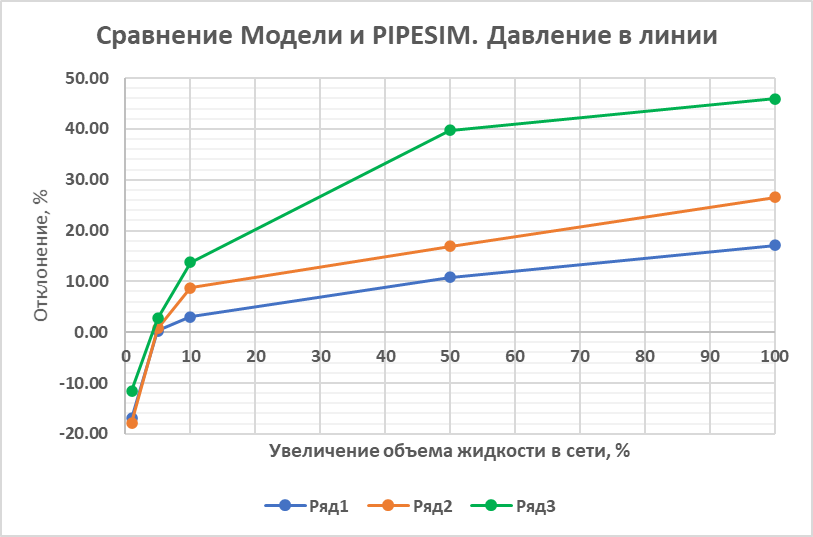 Сравнение Модели и PIPESIM. Давление в линии
50.00
40.00
30.00
20.00
10.00
0.00
-10.00
-20.00
Отклонение, %
0 10 20 30 40 50 60 70 80 90 100
Увеличение объема жидкости в сети, %
Ряд1 Ряд2 Ряд3